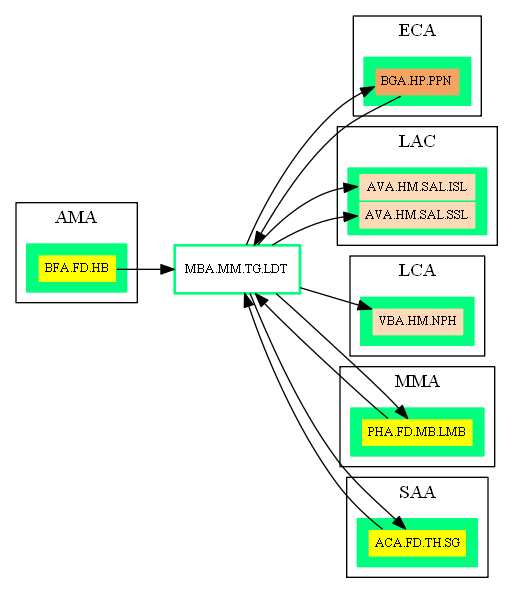 ECA
BGA.HP.PPN
LAC
AVA.HM.SAL.ISL
AVA.HM.SAL.SSL
AMA
BFA.FD.HB
MBA.MM.TG.LDT
LCA
VBA.HM.NPH
MMA
PHA.FD.MB.LMB
SAA
ACA.FD.TH.SG